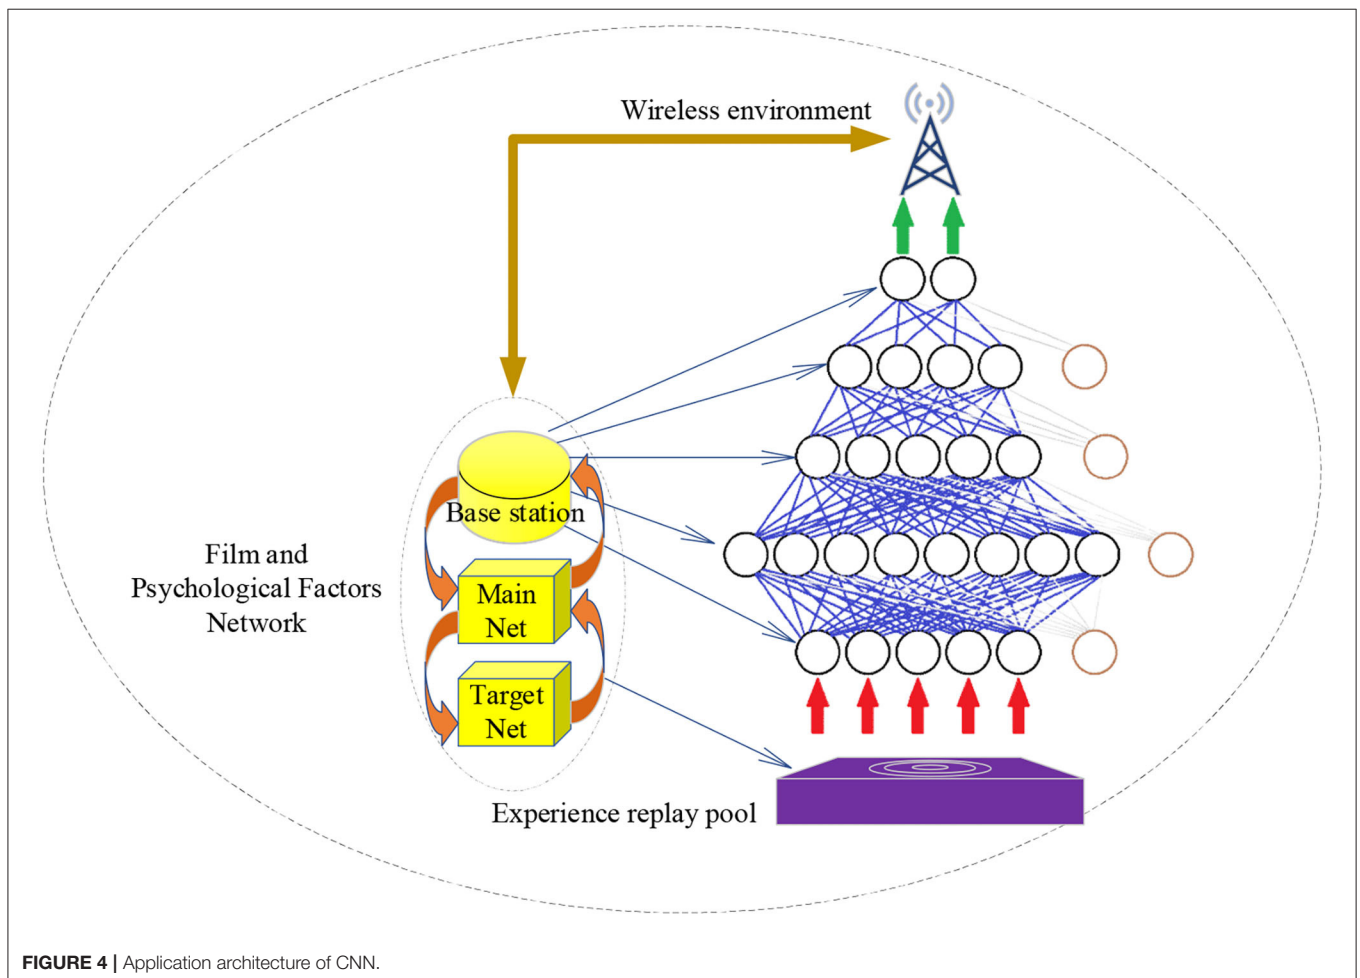 Wireless environment
Base station
Film and
Psychological Factors
Network
Main
Net
Target
Net
Experience replay pool
FIGURE 4 | Application architecture of CNN.